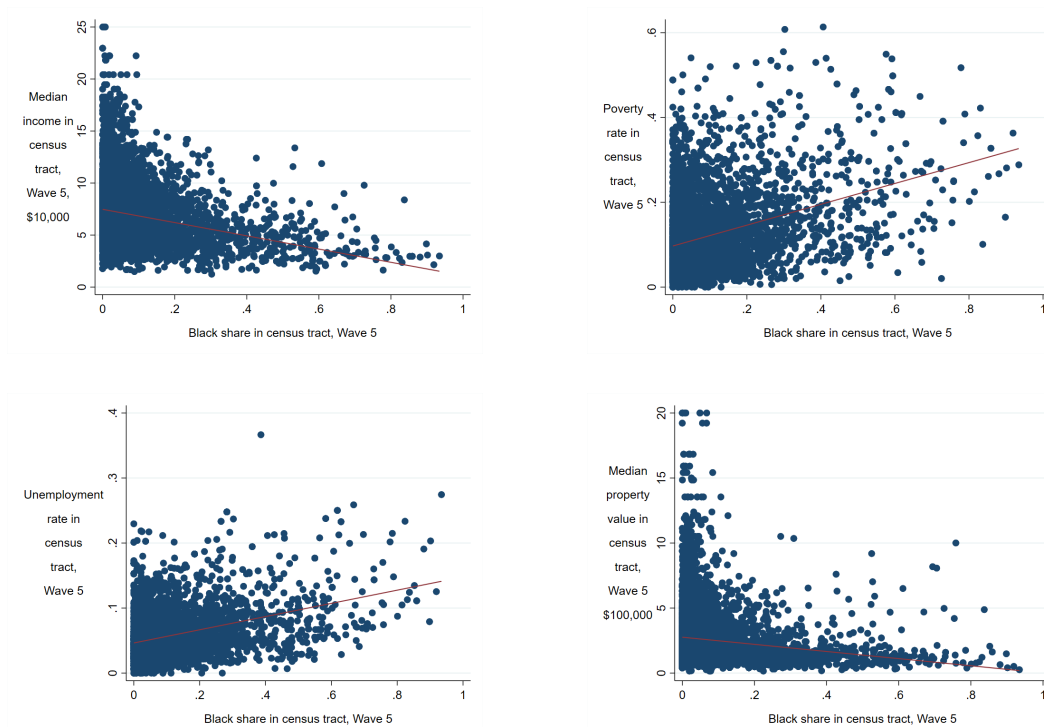 25
20
15
10
5
0
Median
income in
census
tract,
Wave 5,
$10,000
0 .2 .4 .6 .8 1
Black share in census tract, Wave 5
.6
.4
.2
0
Poverty
rate in
census
tract,
Wave 5
0 .2 .4 .6 .8 1
Black share in census tract, Wave 5
.4
.3
.2
.1
0
Unemployment
rate in
census
tract,
Wave 5
0 .2 .4 .6 .8 1
Black share in census tract, Wave 5
20
15
10
5
0
Median
property
value in
census
tract,
Wave 5
$100,000
0 .2 .4 .6 .8 1
Black share in census tract, Wave 5